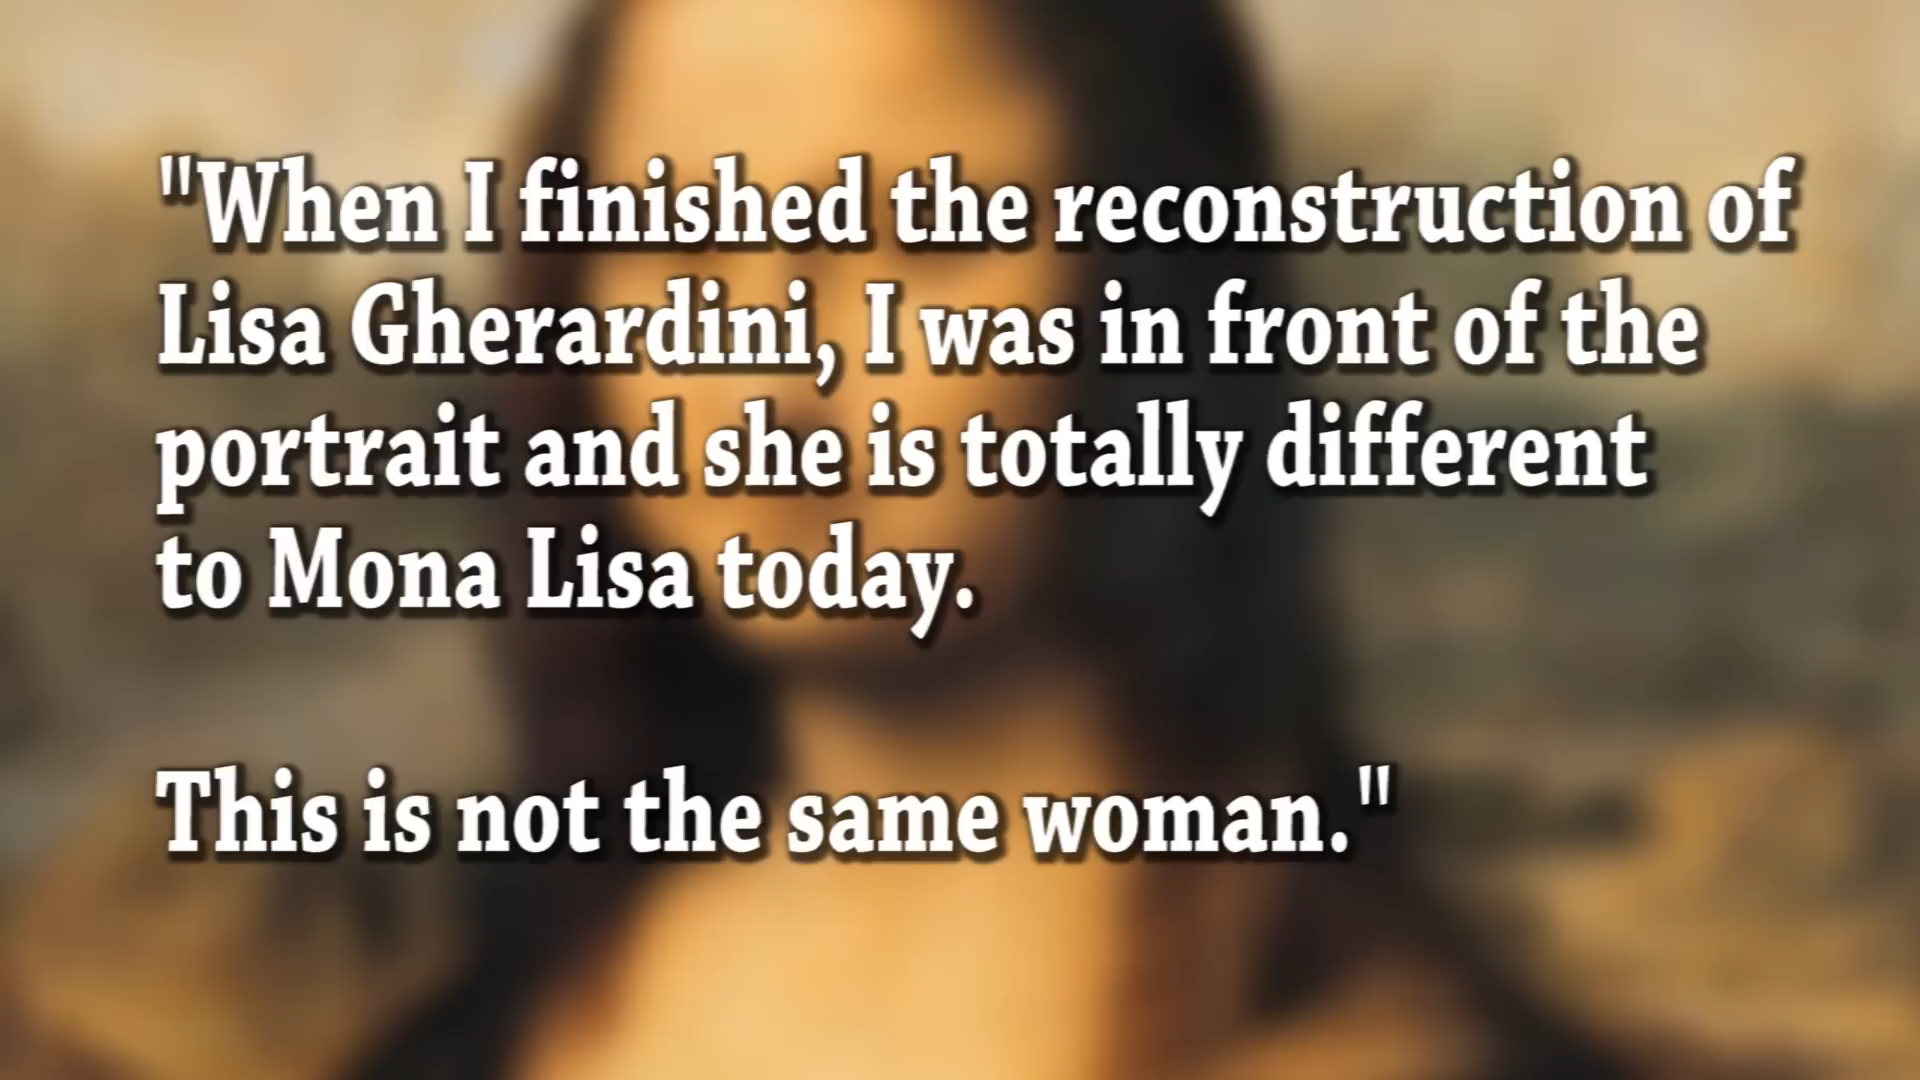 "When I finished the reconstruction of
Lisa Gherardini, I was in front of the
portrait and she is totally different
to Mona Lisa today.
This is not the same woman."